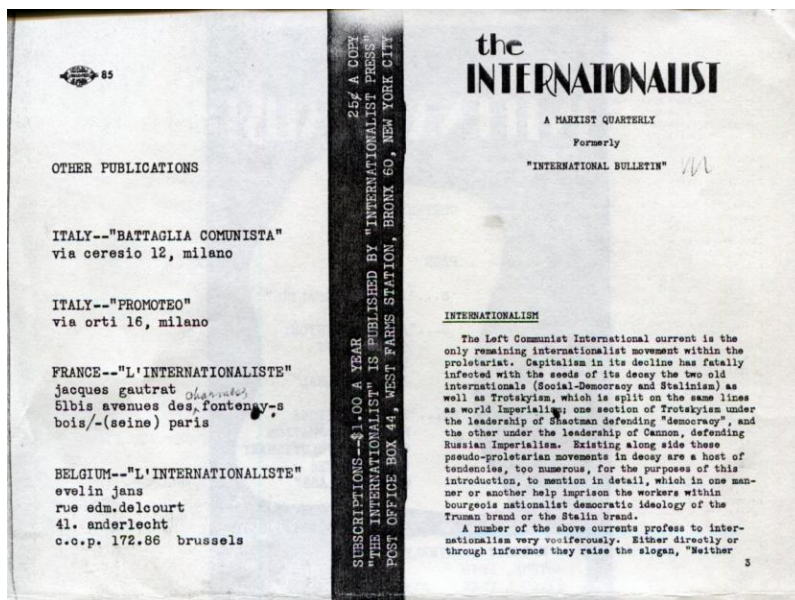 85
OTHER PUBLICATIONS
ITALY--"BATTAGLIA COMUNISTA"
via ceresio 12, milano
ITALY--"PROMOTEO"
via orti 16, milano
FRANCE--"L'INTERNATIONALISTE"
jacques gautrat
51bis avenues des fontenay-s
bois/-(seine) paris
BELGIUM--"L'INTERNATIONALISTE"
evelin jans
rue edm.delcourt
41. anderlecht
c.c.p. 172.86 brussels
SUBSCRIPTIONS--$1.00 A YEAR 25¢ A COPY
"THE INTERNATIONALIST" IS PUBLISHED BY "INTERNATIONALIST PRESS"
POST OFFICE BOX 44, WEST FARMS STATION, BRONX 60, NEW YORK CITY
the
INTERNATIONALIST
A MARXIST QUARTERLY
Formerly
"INTERNATIONAL BULLETIN"
INTERNATIONALISM
The Left Communist International current is the
only remaining internationalist movement within the
proletariat. Capitalism in its decline has fatally
infected with the seeds of its decay the two old
internationals (Social-Democracy and Stalinism) as
well as Trotskyism, which is split on the same lines
as world Imperialism; one section of Trotskyism under
the leadership of Shactman defending "democracy", and
the other under the leadership of Cannon, defending
Russian Imperialism. Existing along side these
pseudo-proletarian movements in decay are a host of
tendencies, too numerous, for the purposes of this
introduction, to mention in detail, which in one man-
ner or another help imprison the workers within
bourgeois nationalist democratic ideology of the
Truman brand or the Stalin brand.
A number of the above currents profess to inter-
nationalism very vociferously. Either directly or
through inference they raise the slogan, "Neither
3